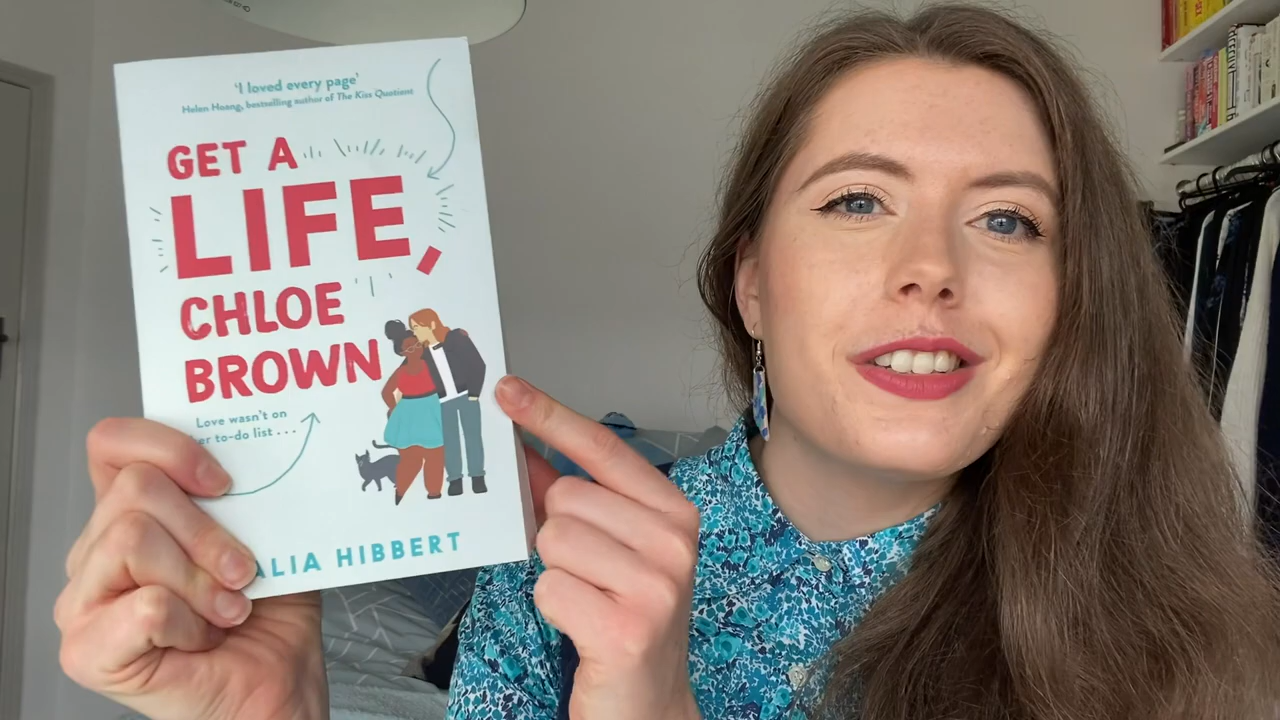 'I loved every page'
Helen Hoang, bestselling author of The Kiss Quotient
GET A
LIFE,
CHLOE
BROWN
Love wasn't on
er to-do list . . .
ALIA HIBBERT